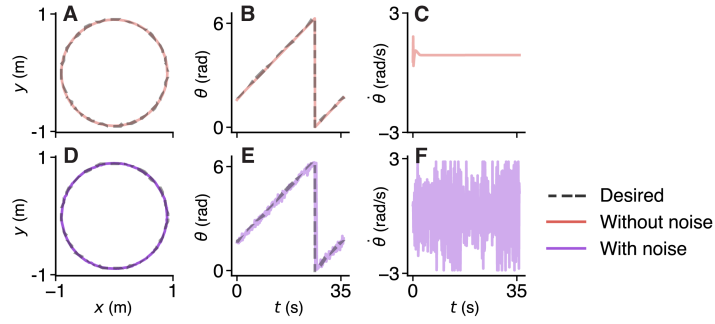 A
B
C
1
-1
y (m)
6
0
θ (rad)
3
−3
θ̇ (rad/s)
D
E
F
1
-1
y (m)
−1
1
x (m)
6
0
θ (rad)
0
35
t (s)
3
−3
θ̇ (rad/s)
0
35
t (s)
Desired
Without noise
With noise